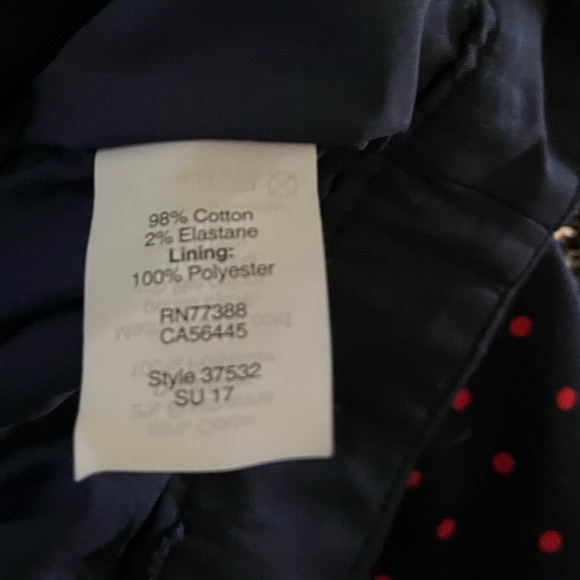 98% Cotton
2% Elastane
Lining:
100% Polyester
RN77388
CA56445
Style 37532
SU 17